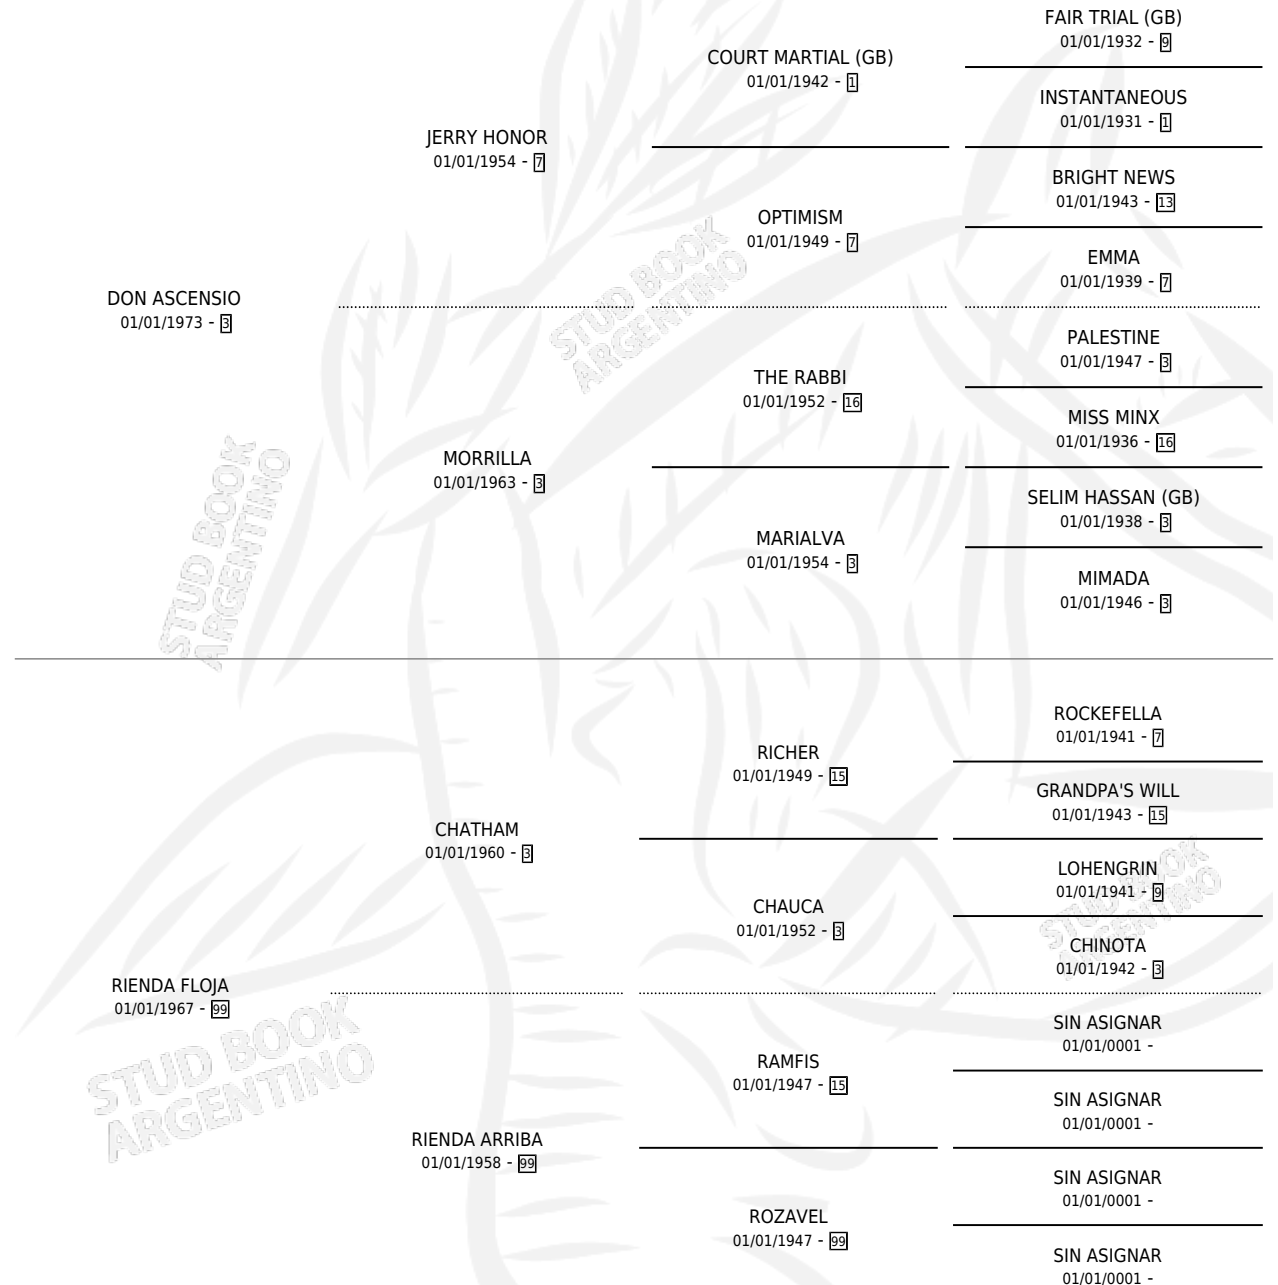 FAIR TRIAL (GB)
01/01/1932 - 9
COURT MARTIAL (GB)
01/01/1942 - 1
INSTANTANEOUS
01/01/1931 - 1
JERRY HONOR
01/01/1954 - 7
BRIGHT NEWS
01/01/1943 - 13
OPTIMISM
01/01/1949 - 7
EMMA
01/01/1939 - 7
DON ASCENSIO
01/01/1973 - 3
PALESTINE
01/01/1947 - 3
THE RABBI
01/01/1952 - 16
MISS MINX
01/01/1936 - 16
MORRILLA
01/01/1963 - 3
SELIM HASSAN (GB)
01/01/1938 - 3
MARIALVA
01/01/1954 - 3
MIMADA
01/01/1946 - 3
ROCKEFELLA
01/01/1941 - 7
RICHER
01/01/1949 - 15
GRANDPA'S WILL
01/01/1943 - 15
CHATHAM
01/01/1960 - 3
LOHENGRIN
01/01/1941 - 9
CHAUCA
01/01/1952 - 3
CHINOTA
01/01/1942 - 3
RIENDA FLOJA
01/01/1967 - 99
SIN ASIGNAR
01/01/0001 -
RAMFIS
01/01/1947 - 15
SIN ASIGNAR
01/01/0001 -
RIENDA ARRIBA
01/01/1958 - 99
SIN ASIGNAR
01/01/0001 -
ROZAVEL
01/01/1947 - 99
SIN ASIGNAR
01/01/0001 -
STUD BOOK
ARGENTINO
STUD BOOK
ARGENTINO
STUD BOOK
ARGENTINO
STUD BOOK
ARGENTINO